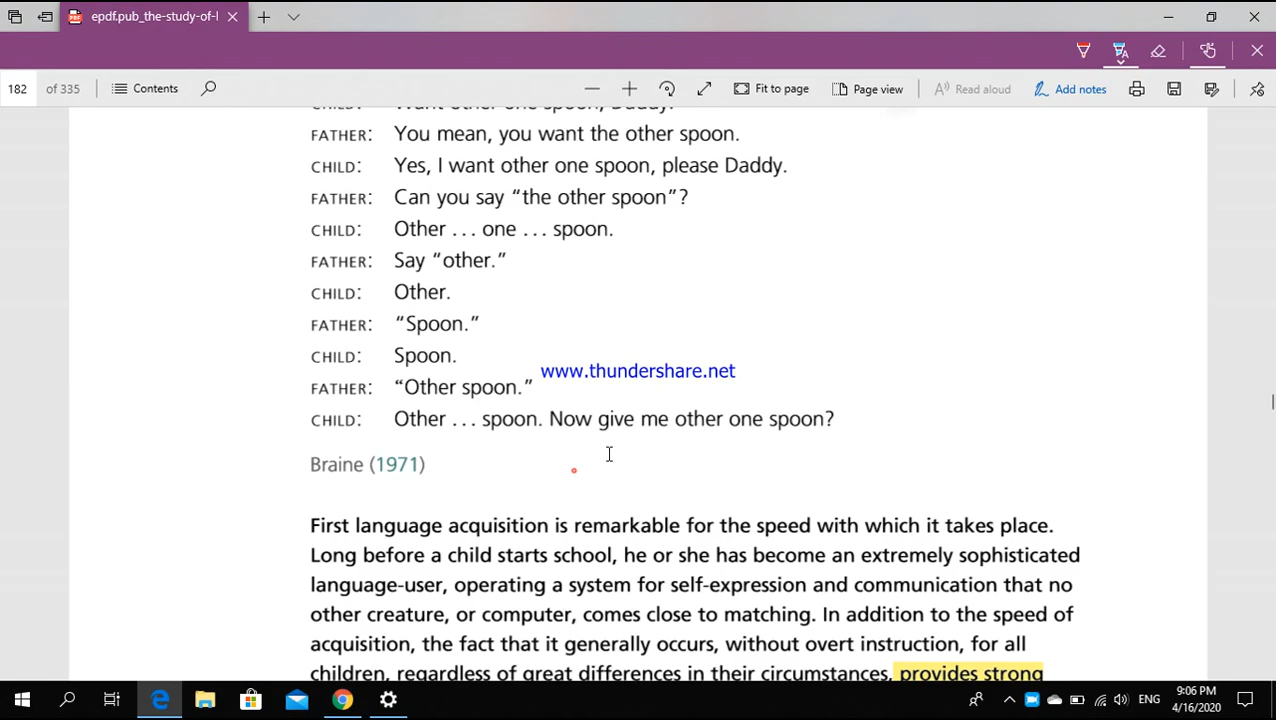 epdf.pub_the-study-of-l
182 of 335 Contents Fit to page Page view Read aloud Add notes
CHILD: Want other one spoon, Daddy.
FATHER: You mean, you want the other spoon.
CHILD: Yes, I want other one spoon, please Daddy.
FATHER: Can you say “the other spoon”?
CHILD: Other . . . one . . . spoon.
FATHER: Say “other.”
CHILD: Other.
FATHER: “Spoon.”
CHILD: Spoon.
www.thundershare.net
FATHER: “Other spoon.”
CHILD: Other . . . spoon. Now give me other one spoon?
Braine (1971)
First language acquisition is remarkable for the speed with which it takes place.
Long before a child starts school, he or she has become an extremely sophisticated
language-user, operating a system for self-expression and communication that no
other creature, or computer, comes close to matching. In addition to the speed of
acquisition, the fact that it generally occurs, without overt instruction, for all
children, regardless of great differences in their circumstances, provides strong
ENG
9:06 PM
4/16/2020